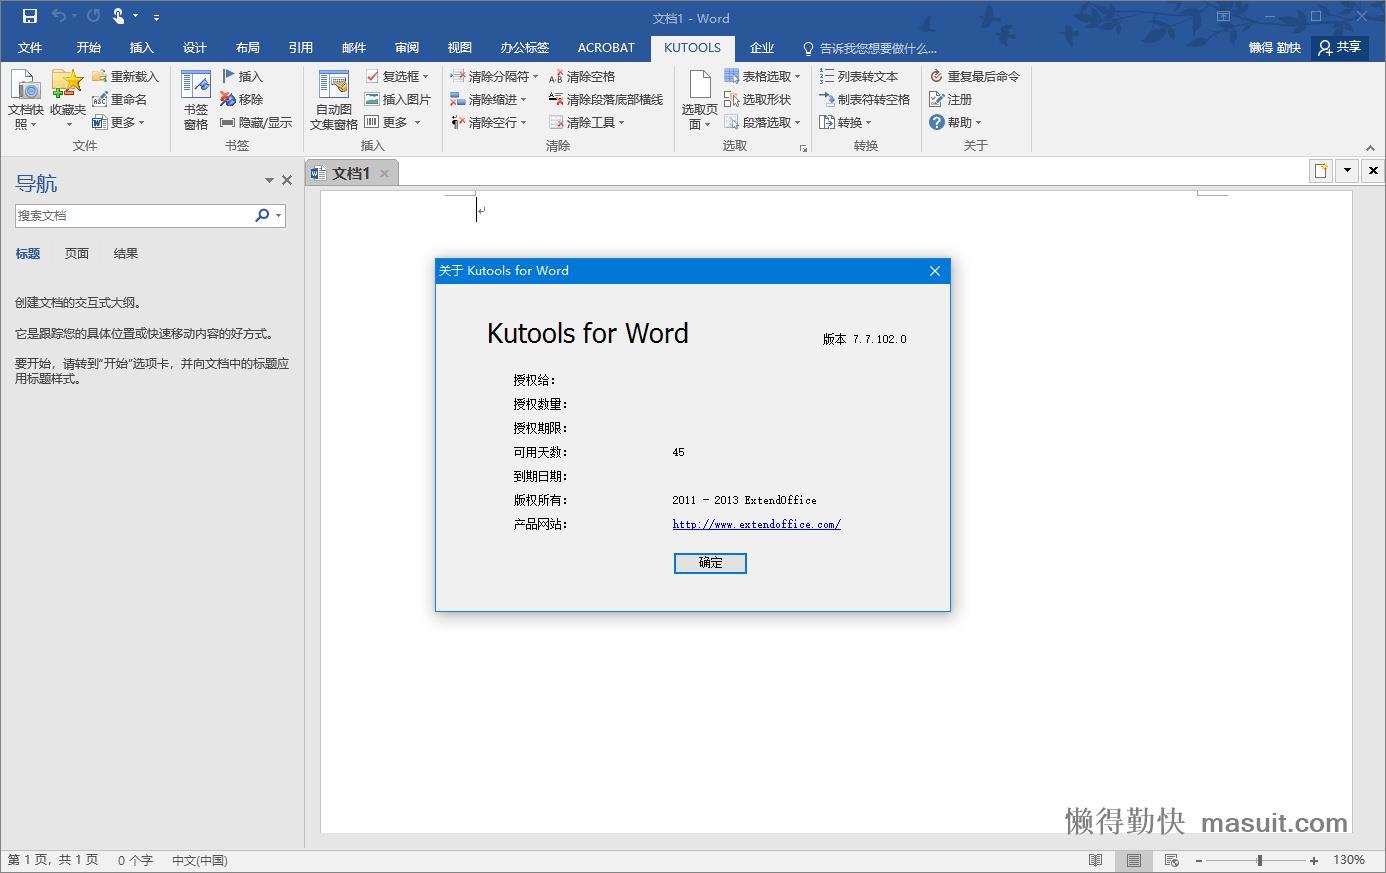 文档1 - Word
文件 开始 插入 设计 布局 引用 邮件 审阅 视图 办公标签 ACROBAT KUTOOLS 企业 告诉我您想要做什么... 懒得 勤快 共享
文档快照 收藏夹 重新载入 重命名 更多
文件
书签窗格 插入 移除 隐藏/显示
书签
自动图文集窗格 复选框 插入图片 更多
插入
清除分隔符 清除缩进 清除空行 清除空格 清除段落底部横线 清除工具
清除
选取页面 表格选取 选取形状 段落选取
选取
列表转文本 制表符转空格 转换
转换
重复最后命令 注册 帮助
关于
导航
搜索文档
标题 页面 结果
创建文档的交互式大纲。
它是跟踪您的具体位置或快速移动内容的好方式。
要开始，请转到“开始”选项卡，并向文档中的标题应
用标题样式。
文档1
关于 Kutools for Word
Kutools for Word
版本 7.7.102.0
授权给：
授权数量：
授权期限：
可用天数： 45
到期日期：
版权所有： 2011 - 2013 ExtendOffice
产品网站： http://www.extendoffice.com/
确定
懒得勤快 masuit.com
第 1 页，共 1 页 0 个字 中文(中国) 130%